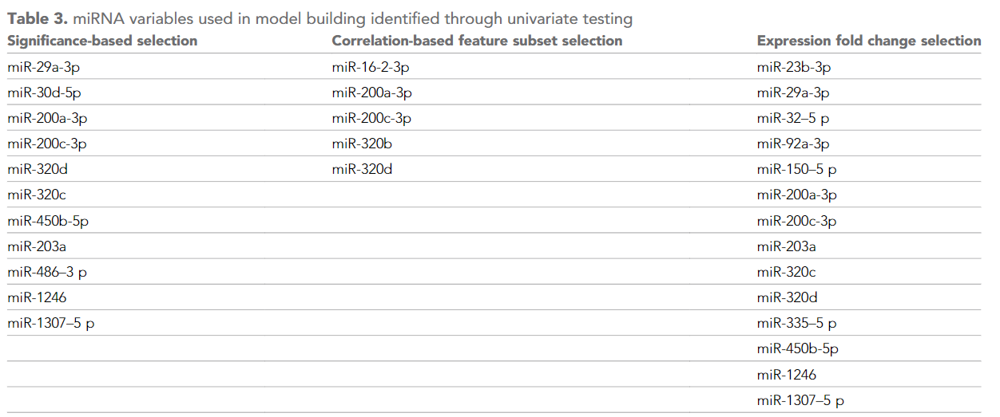 Table 3. miRNA variables used in model building identified through univariate testing
Significance-based selection Correlation-based feature subset selection Expression fold change selection
miR-29a-3p miR-16-2-3p miR-23b-3p
miR-30d-5p miR-200a-3p miR-29a-3p
miR-200a-3p miR-200c-3p miR-32–5 p
miR-200c-3p miR-320b miR-92a-3p
miR-320d miR-320d miR-150–5 p
miR-320c miR-200a-3p
miR-450b-5p miR-200c-3p
miR-203a miR-203a
miR-486–3 p miR-320c
miR-1246 miR-320d
miR-1307–5 p miR-335–5 p
miR-450b-5p
miR-1246
miR-1307–5 p